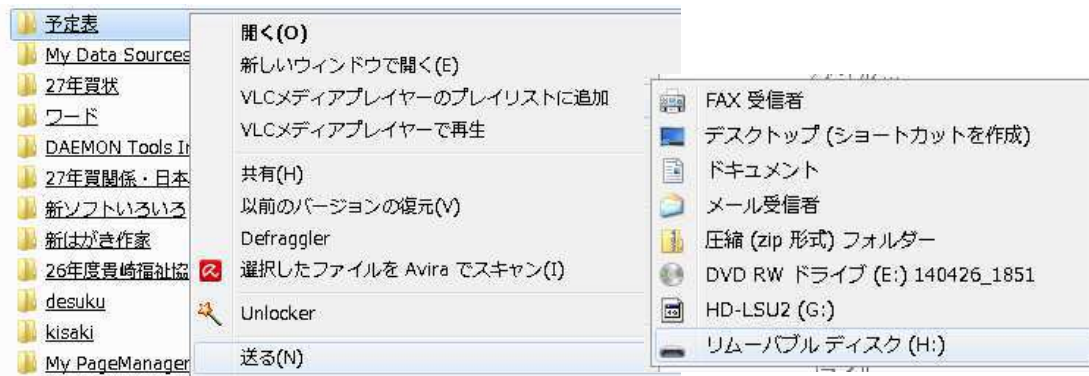 予定表
My Data Sources
27年賀状
ワード
DAEMON Tools
27年賀関係・日本
新ソフトいろいろ
新はがき作家
26年度貴崎福祉協
desuku
kisaki
My PageManager
開く(O)
新しいウィンドウで開く(E)
VLCメディアプレイヤーのプレイリストに追加
VLCメディアプレイヤーで再生
共有(H)
以前のバージョンの復元(V)
Defraggler
選択したファイルを Avira でスキャン(I)
Unlocker
送る(N)
FAX 受信者
デスクトップ (ショートカットを作成)
ドキュメント
メール受信者
圧縮 (zip 形式) フォルダー
DVD RW ドライブ (E:) 140426_1851
HD-LSU2 (G:)
リムーバブル ディスク (H:)